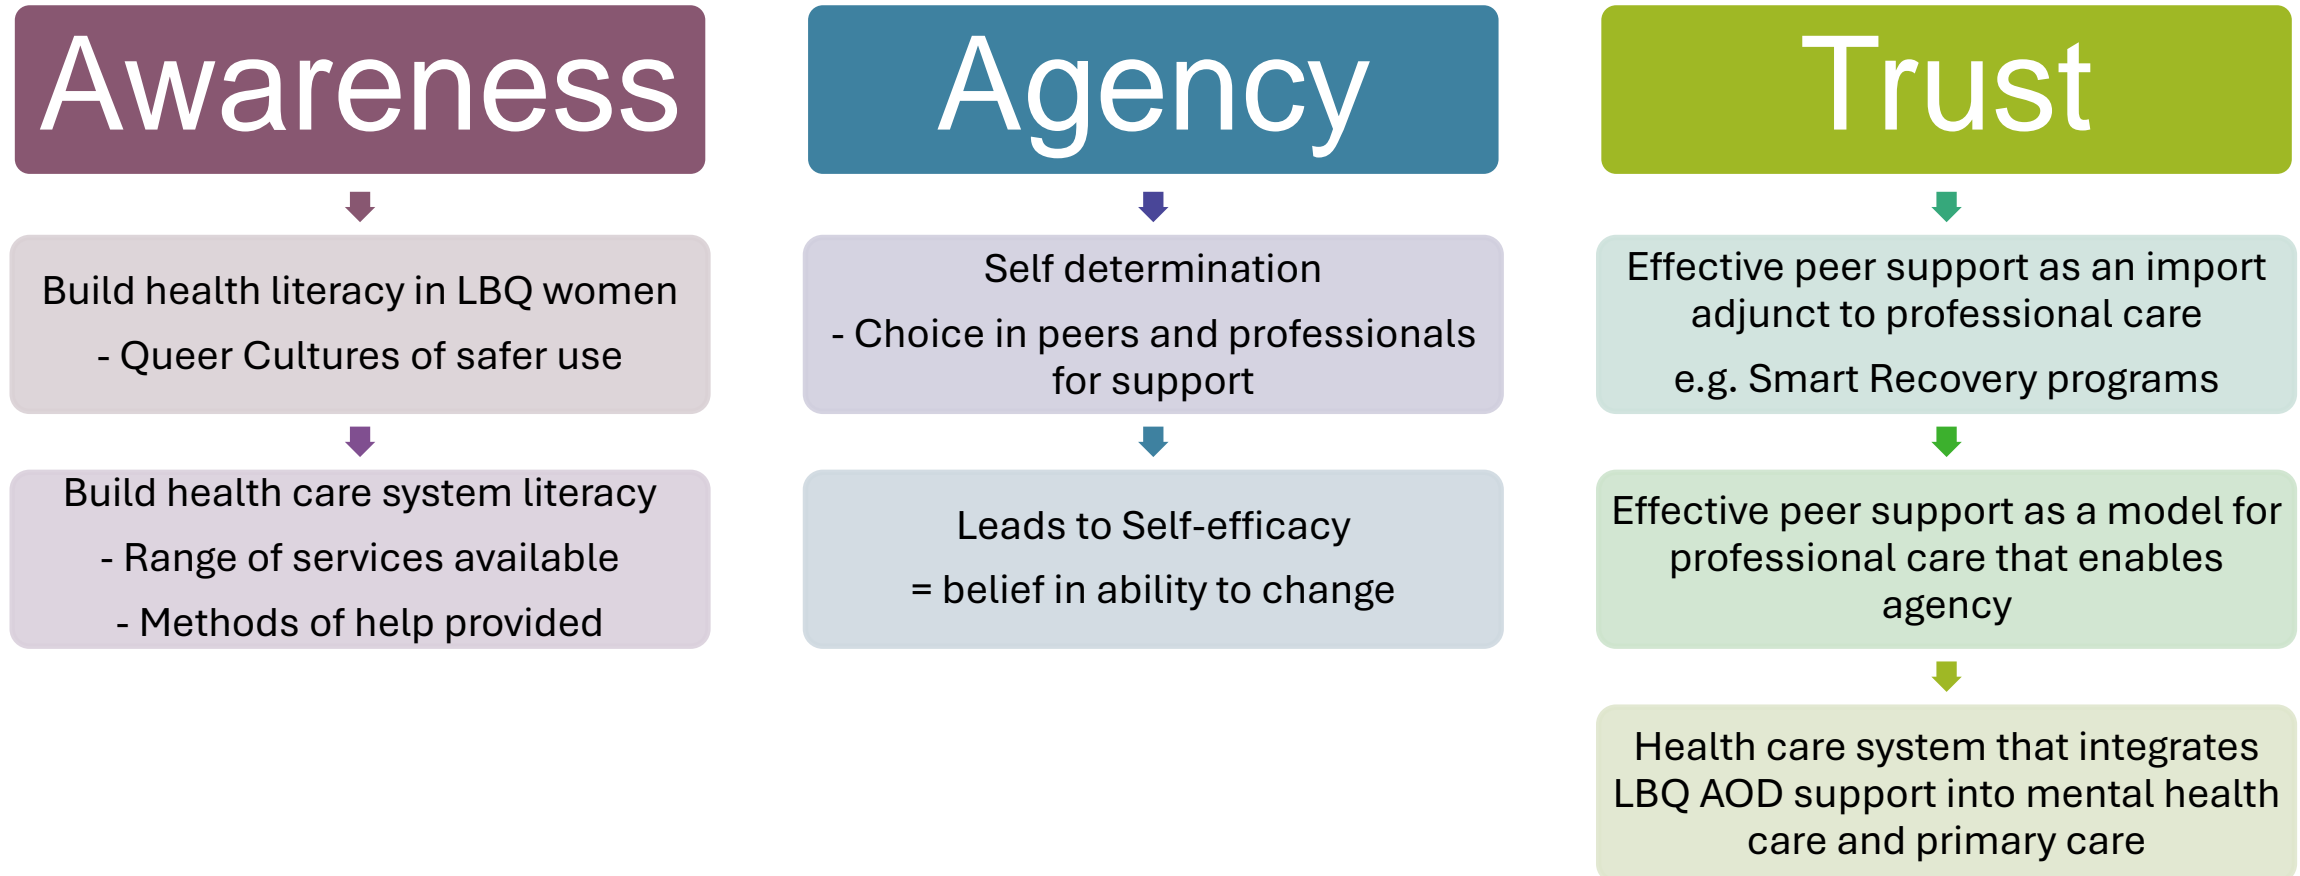 Awareness
Build health literacy in LBQ women
- Queer Cultures of safer use
Build health care system literacy
- Range of services available
- Methods of help provided
Agency
Self determination
- Choice in peers and professionals
for support
Leads to Self-efficacy
= belief in ability to change
Trust
Effective peer support as an import
adjunct to professional care
e.g. Smart Recovery programs
Effective peer support as a model for
professional care that enables
agency
Health care system that integrates
LBQ AOD support into mental health
care and primary care